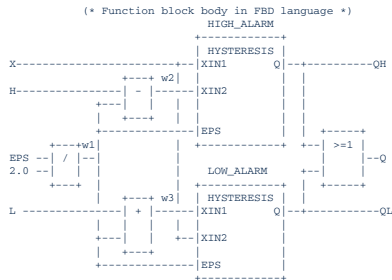 (* Function block body in FBD language *)
HIGH_ALARM
HYSTERESIS
X XIN1 Q QH
w2
H - XIN2
EPS
w1 >=1
EPS / Q
2.0 LOW_ALARM
w3 HYSTERESIS
L + XIN1 Q QL
XIN2
EPS